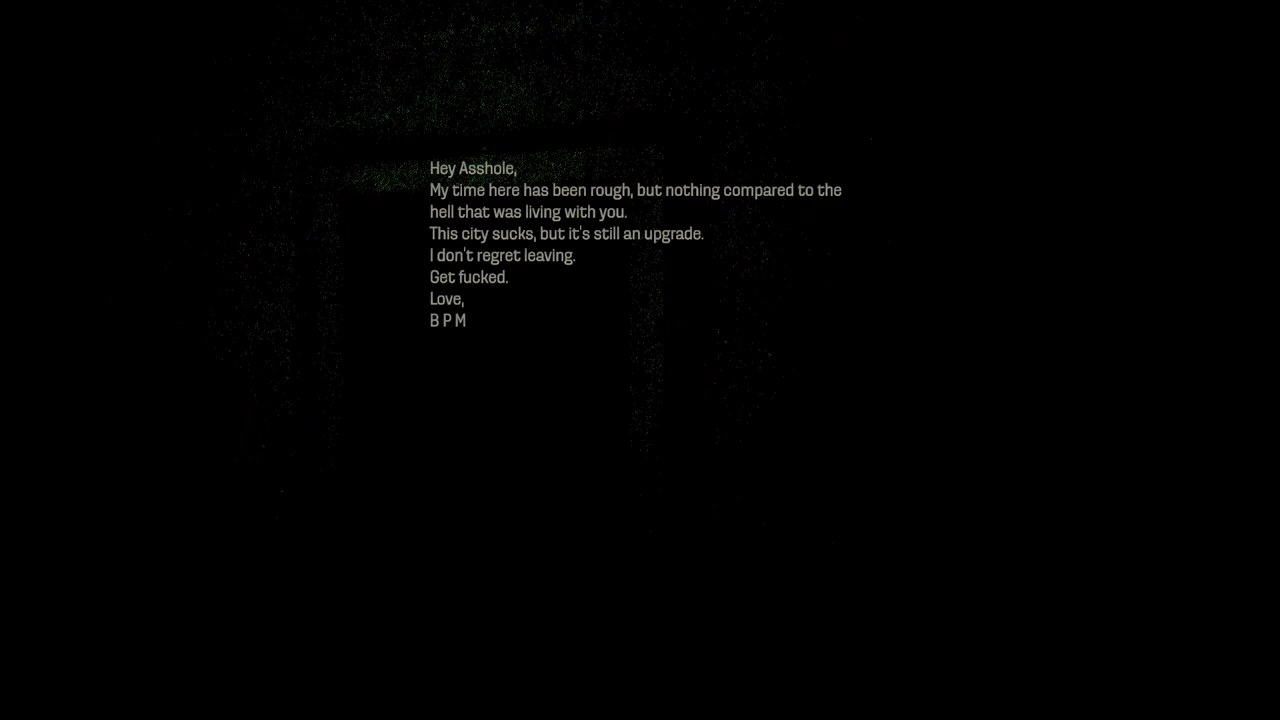 Hey Asshole,
My time here has been rough, but nothing compared to the
hell that was living with you.
This city sucks, but it's still an upgrade.
I don't regret leaving.
Get fucked.
Love,
B P M